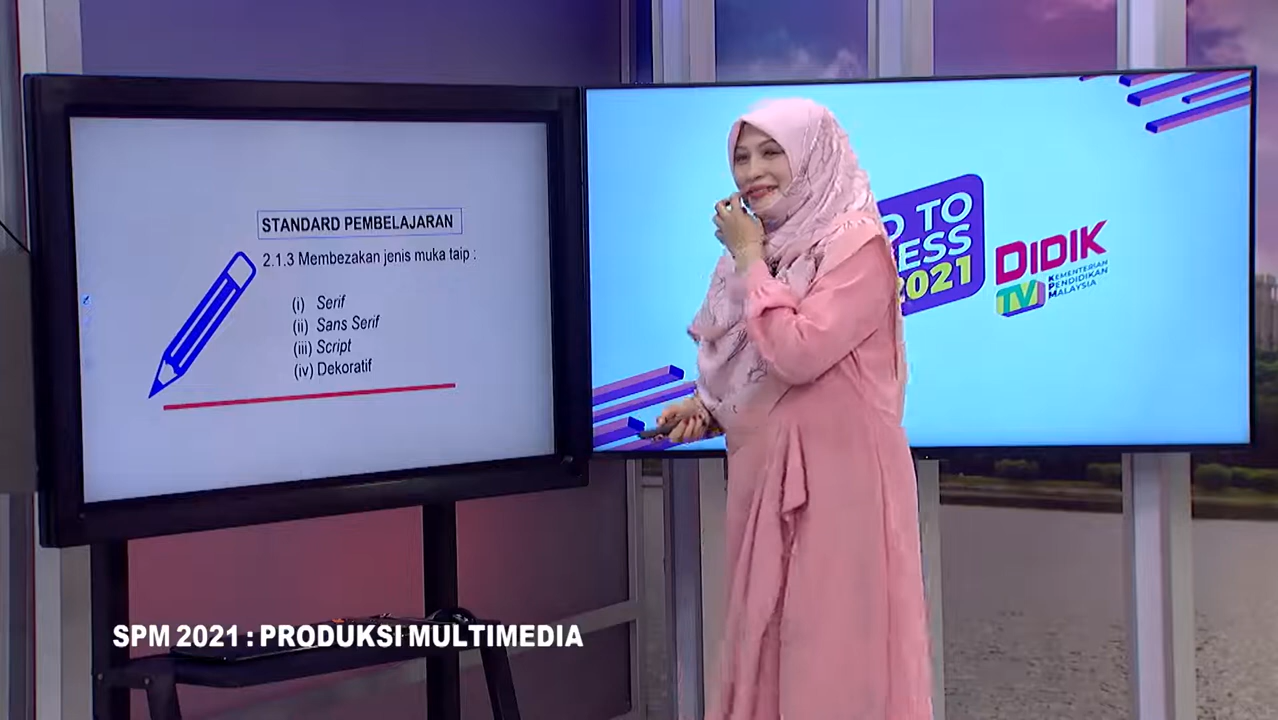 STANDARD PEMBELAJARAN
2.1.3 Membezakan jenis muka taip :
(i) Serif
(ii) Sans Serif
(iii) Script
(iv) Dekoratif
TO
2021
DIDIK
TV
KEMENTERIAN
PENDIDIKAN
MALAYSIA
SPM 2021 : PRODUKSI MULTIMEDIA